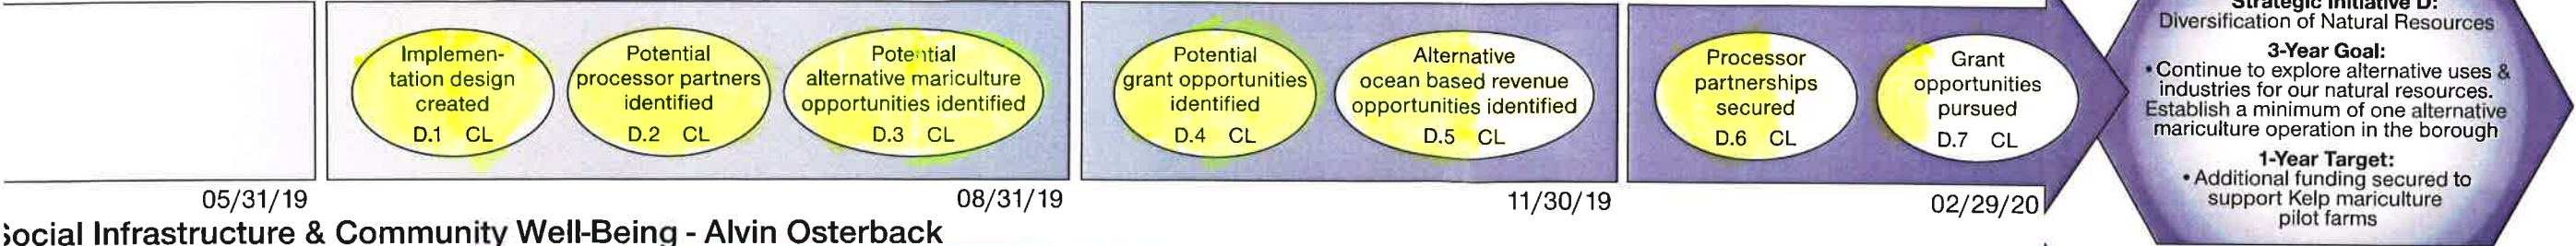 Implemen-
tation design
created
D.1 CL
Potential
processor partners
identified
D.2 CL
Potential
alternative mariculture
opportunities identified
D.3 CL
Potential
grant opportunities
identified
D.4 CL
Alternative
ocean based revenue
opportunities identified
D.5 CL
Processor
partnerships
secured
D.6 CL
Grant
opportunities
pursued
D.7 CL
Strategic Initiative D:
Diversification of Natural Resources
3-Year Goal:
• Continue to explore alternative uses &
industries for our natural resources.
Establish a minimum of one alternative
mariculture operation in the borough
1-Year Target:
• Additional funding secured to
support Kelp mariculture
pilot farms
05/31/19
08/31/19
11/30/19
02/29/20
Social Infrastructure & Community Well-Being - Alvin Osterback